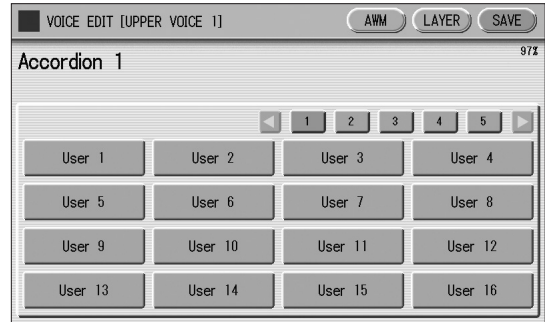 VOICE EDIT [UPPER VOICE 1] AWM LAYER SAVE
97%
Accordion 1
1 2 3 4 5
User 1 User 2 User 3 User 4
User 5 User 6 User 7 User 8
User 9 User 10 User 11 User 12
User 13 User 14 User 15 User 16